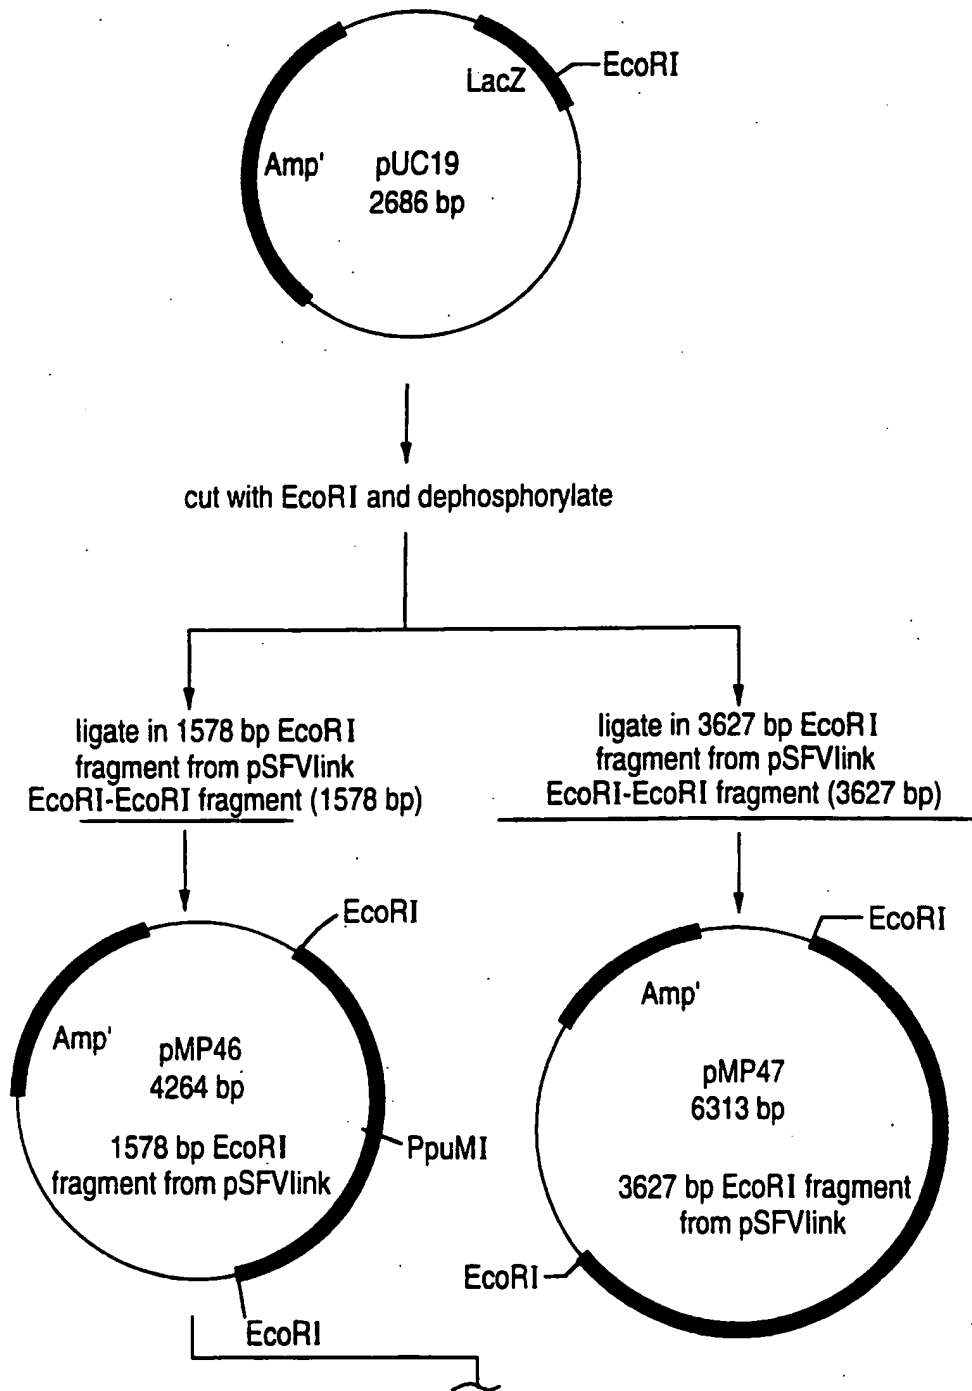 EcoRI
LacZ
Amp'
pUC19
2686 bp
cut with EcoRI and dephosphorylate
ligate in 1578 bp EcoRI
fragment from pSFVlink
EcoRI-EcoRI fragment (1578 bp)
ligate in 3627 bp EcoRI
fragment from pSFVlink
EcoRI-EcoRI fragment (3627 bp)
EcoRI
Amp'
pMP46
4264 bp
PpuMI
1578 bp EcoRI
fragment from pSFVlink
EcoRI
EcoRI
Amp'
pMP47
6313 bp
3627 bp EcoRI fragment
from pSFVlink
EcoRI